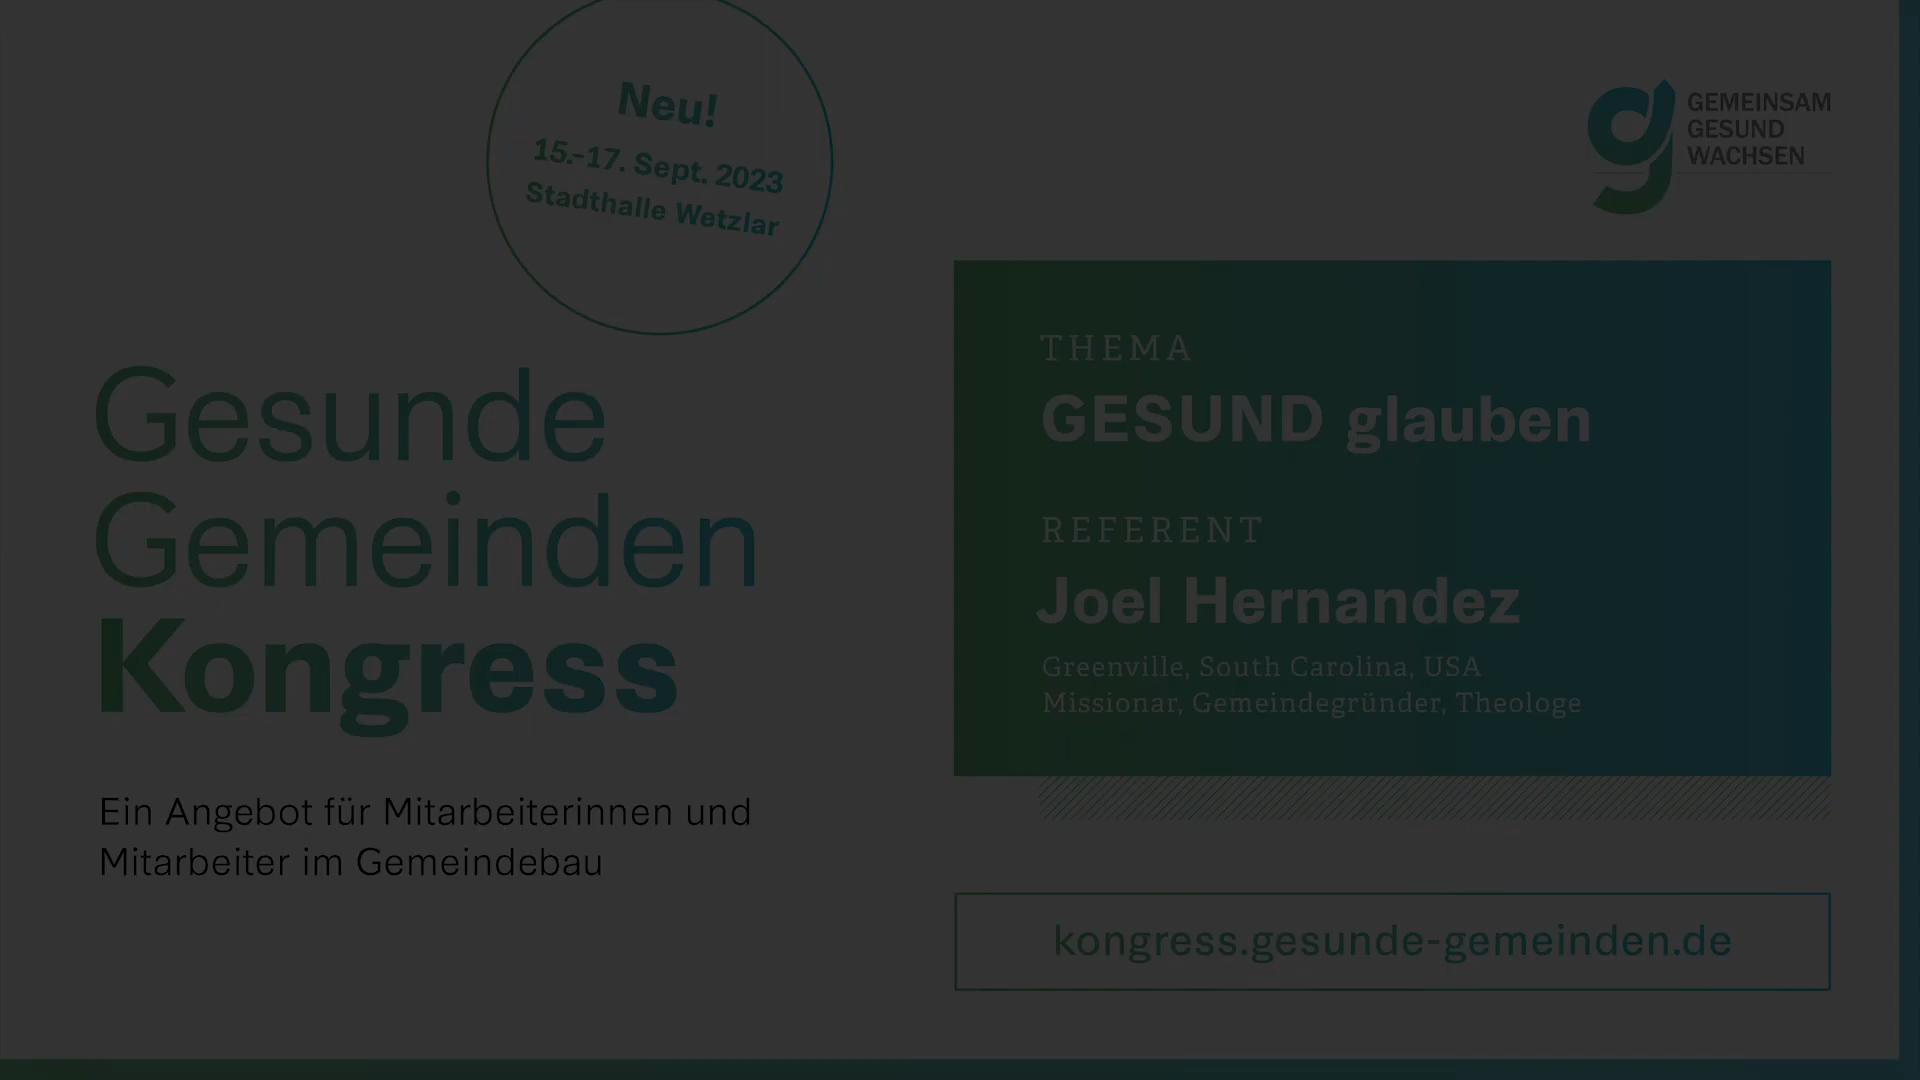 Neu!
15.–17. Sept. 2023
Stadthalle Wetzlar
GEMEINSAM
GESUND
WACHSEN
Gesunde
Gemeinden
Kongress
Ein Angebot für Mitarbeiterinnen und
Mitarbeiter im Gemeindebau
THEMA
GESUND glauben
REFERENT
Joel Hernandez
Greenville, South Carolina, USA
Missionar, Gemeindegründer, Theologe
kongress.gesunde-gemeinden.de